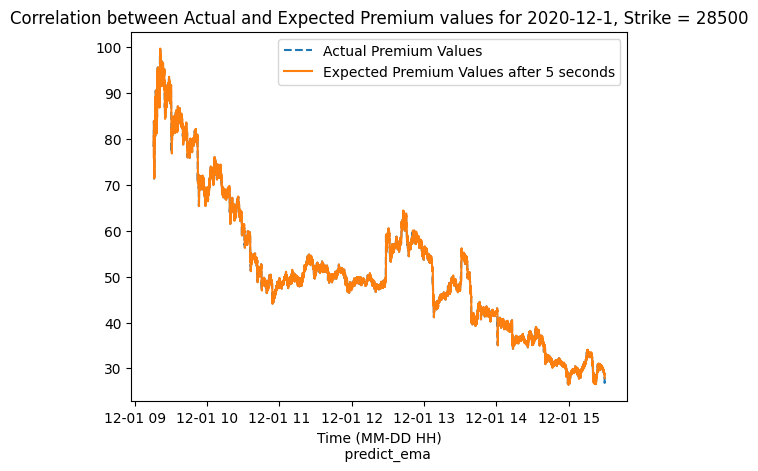 Correlation between Actual and Expected Premium values for 2020-12-1, Strike = 28500
Actual Premium Values
Expected Premium Values after 5 seconds
100
90
80
70
60
50
40
30
12-01 09 12-01 10 12-01 11 12-01 12 12-01 13 12-01 14 12-01 15
Time (MM-DD HH)
predict_ema